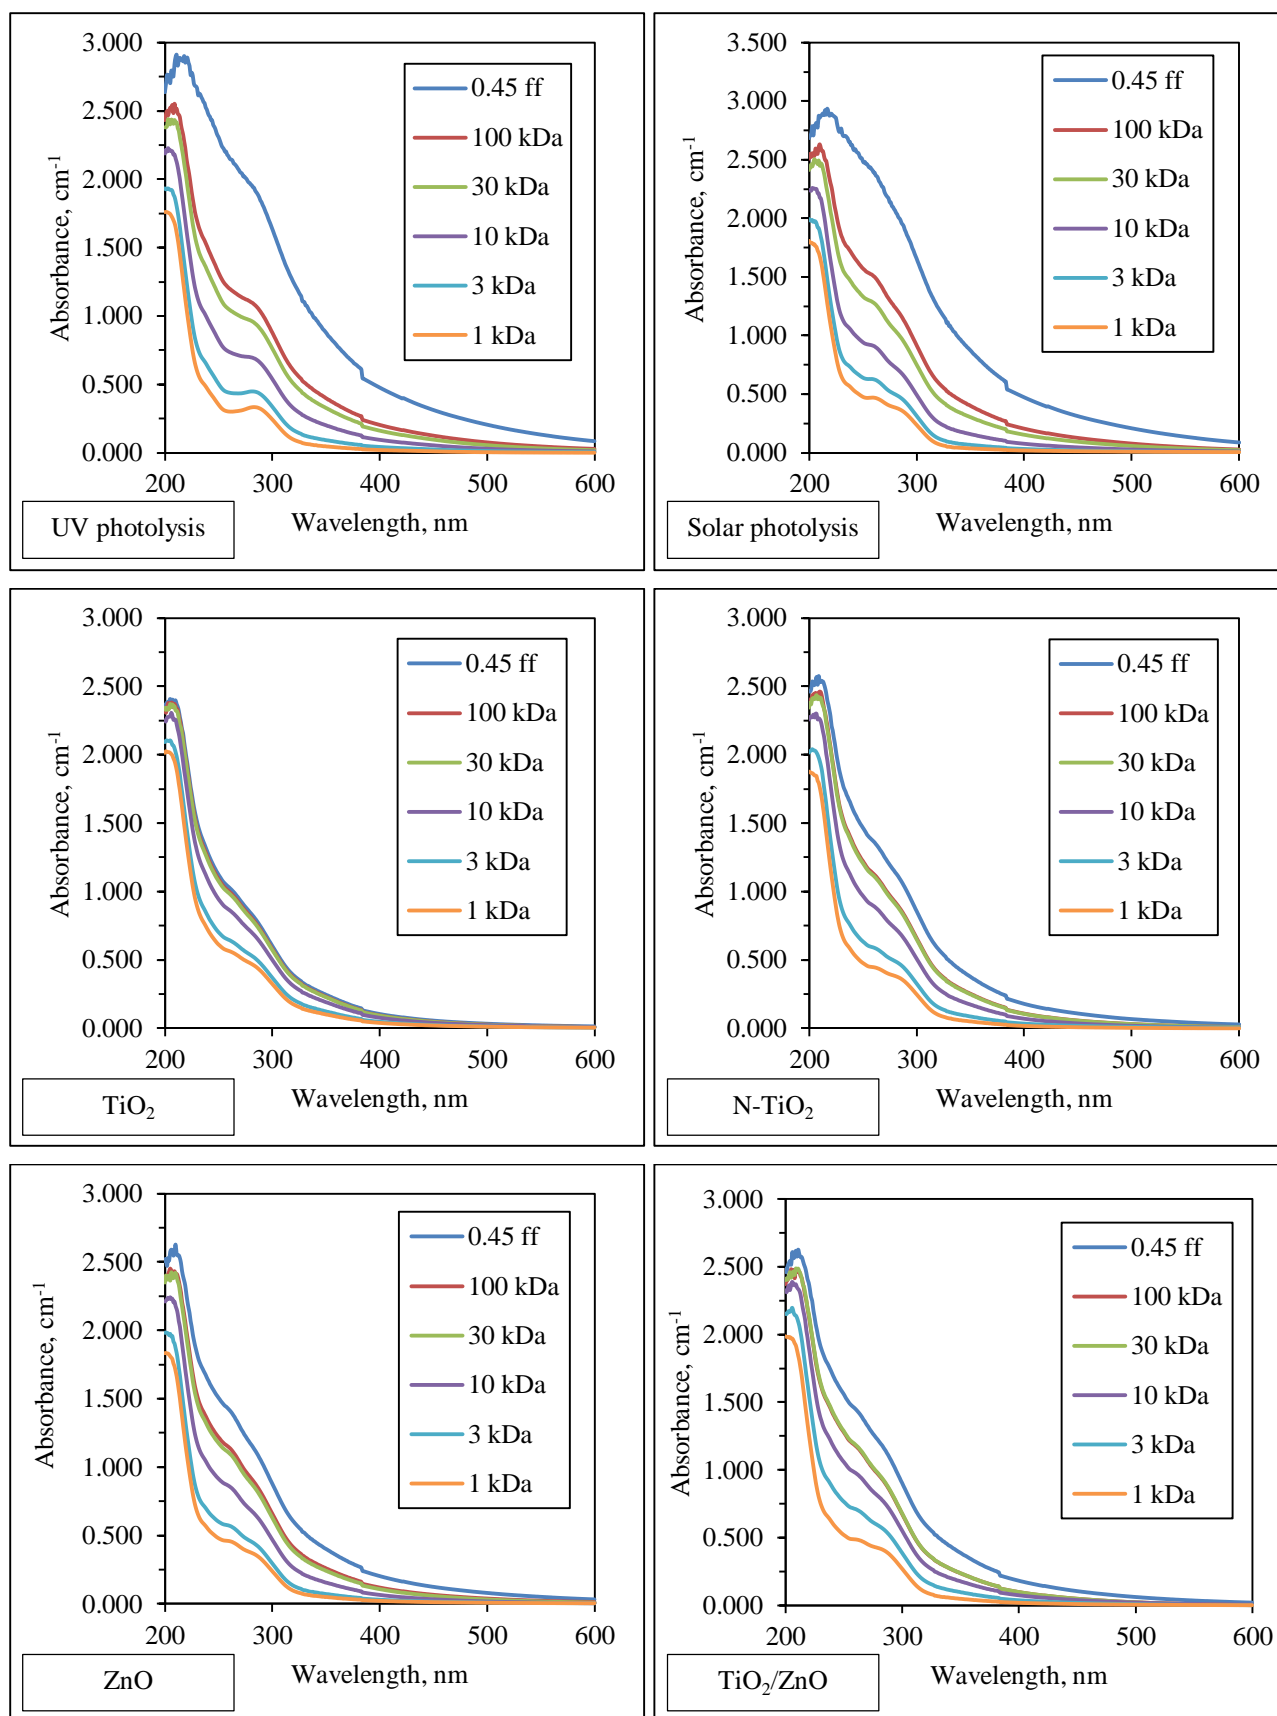 3.000
2.500
2.000
1.500
1.000
0.500
0.000
200 300 400 500 600
Absorbance, cm-1
Wavelength, nm
0.45 ff
100 kDa
30 kDa
10 kDa
3 kDa
1 kDa
UV photolysis
3.500
3.000
2.500
2.000
1.500
1.000
0.500
0.000
200 300 400 500 600
Absorbance, cm-1
Wavelength, nm
0.45 ff
100 kDa
30 kDa
10 kDa
3 kDa
1 kDa
Solar photolysis
3.000
2.500
2.000
1.500
1.000
0.500
0.000
200 300 400 500 600
Absorbance, cm-1
Wavelength, nm
0.45 ff
100 kDa
30 kDa
10 kDa
3 kDa
1 kDa
TiO2
3.000
2.500
2.000
1.500
1.000
0.500
0.000
200 300 400 500 600
Absorbance, cm-1
Wavelength, nm
0.45 ff
100 kDa
30 kDa
10 kDa
3 kDa
1 kDa
N-TiO2
3.000
2.500
2.000
1.500
1.000
0.500
0.000
200 300 400 500 600
Absorbance, cm-1
Wavelength, nm
0.45 ff
100 kDa
30 kDa
10 kDa
3 kDa
1 kDa
ZnO
3.000
2.500
2.000
1.500
1.000
0.500
0.000
200 300 400 500 600
Absorbance, cm-1
Wavelength, nm
0.45 ff
100 kDa
30 kDa
10 kDa
3 kDa
1 kDa
TiO2/ZnO